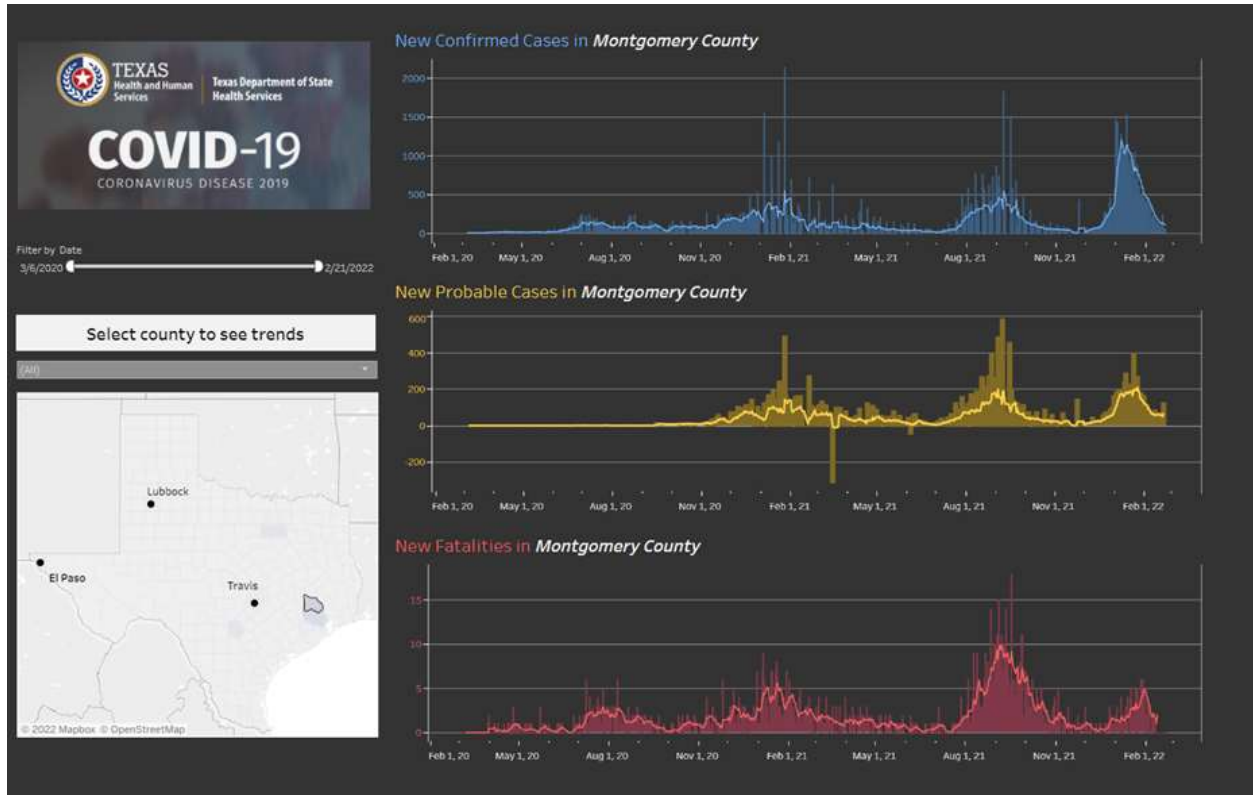 TEXAS
Health and Human
Services
Texas Department of State
Health Services
COVID-19
CORONAVIRUS DISEASE 2019
Filter by Date
3/6/2020
2/21/2022
Select county to see trends
(All)
Lubbock
El Paso
Travis
© 2022 Mapbox © OpenStreetMap
New Confirmed Cases in Montgomery County
2000
1500
1000
500
0
Feb 1, 20 May 1, 20 Aug 1, 20 Nov 1, 20 Feb 1, 21 May 1, 21 Aug 1, 21 Nov 1, 21 Feb 1, 22
New Probable Cases in Montgomery County
600
400
200
0
-200
Feb 1, 20 May 1, 20 Aug 1, 20 Nov 1, 20 Feb 1, 21 May 1, 21 Aug 1, 21 Nov 1, 21 Feb 1, 22
New Fatalities in Montgomery County
15
10
5
0
Feb 1, 20 May 1, 20 Aug 1, 20 Nov 1, 20 Feb 1, 21 May 1, 21 Aug 1, 21 Nov 1, 21 Feb 1, 22